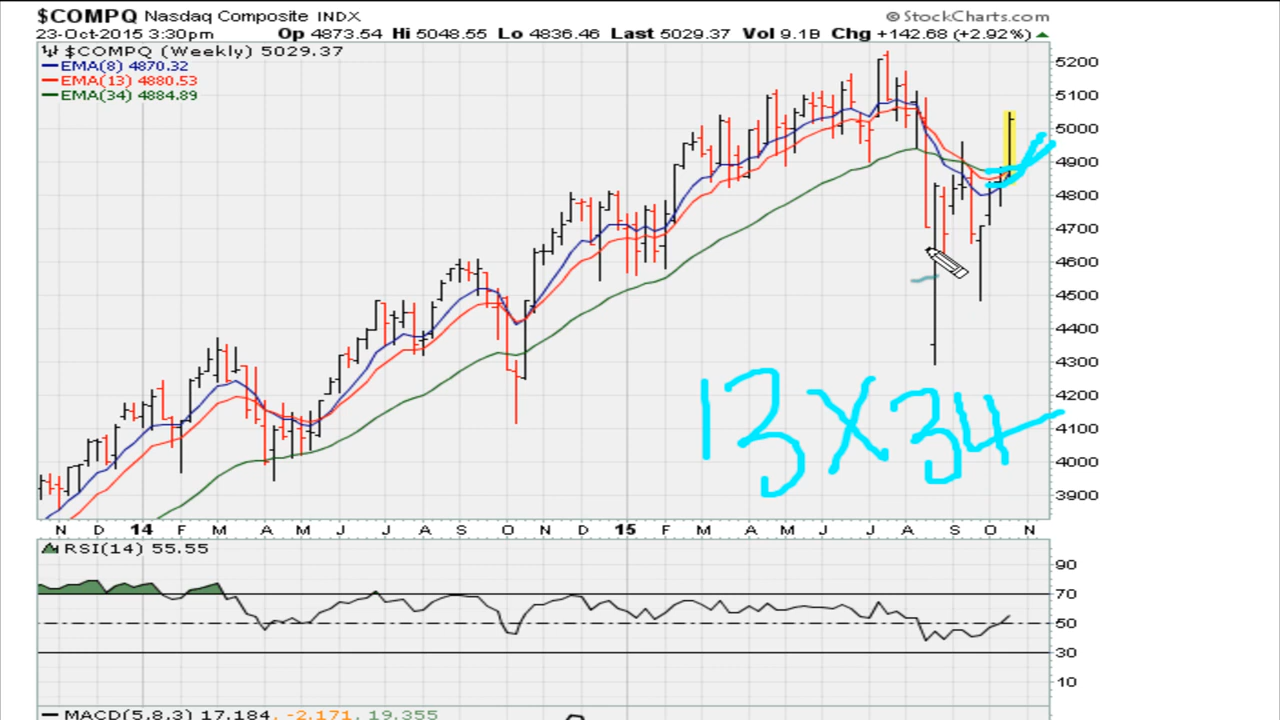 $COMPQ Nasdaq Composite INDX © StockCharts.com
23-Oct-2015 3:30pm Op 4873.54 Hi 5048.55 Lo 4836.46 Last 5029.37 Vol 9.1B Chg +142.68 (+2.92%)
$COMPQ (Weekly) 5029.37
EMA(8) 4870.32
EMA(13) 4880.53
EMA(34) 4884.89
5200
5100
5000
4900
4800
4700
4600
4500
4400
4300
4200
4100
4000
3900
13 X 34
N D 14 F M A M J J A S O N D 15 F M A M J J A S O N
RSI(14) 55.55
90
70
50
30
10
MACD(5,8,3) 17.184, -2.171, 19.355